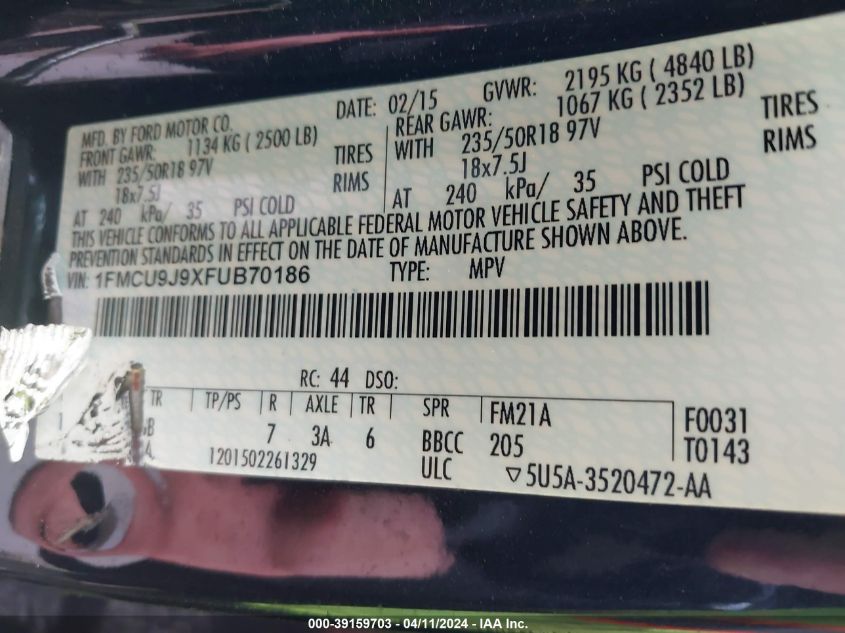 MFD. BY FORD MOTOR CO.
DATE: 02/15 GVWR: 2195 KG ( 4840 LB)
FRONT GAWR: 1134 KG ( 2500 LB)
REAR GAWR: 1067 KG ( 2352 LB)
WITH 235/50R18 97V TIRES
WITH 235/50R18 97V TIRES
18x7.5J RIMS
18x7.5J RIMS
AT 240 kPa/ 35 PSI COLD
AT 240 kPa/ 35 PSI COLD
THIS VEHICLE CONFORMS TO ALL APPLICABLE FEDERAL MOTOR VEHICLE SAFETY AND THEFT
PREVENTION STANDARDS IN EFFECT ON THE DATE OF MANUFACTURE SHOWN ABOVE.
VIN: 1FMCU9J9XFUB70186 TYPE: MPV
RC: 44 DSO:
TR TP/PS R AXLE TR SPR FM21A F0031
7 3A 6 BBCC 205 T0143
1201502261329 ULC ▽5U5A-3520472-AA
000-39159703 - 04/11/2024 - IAA Inc.